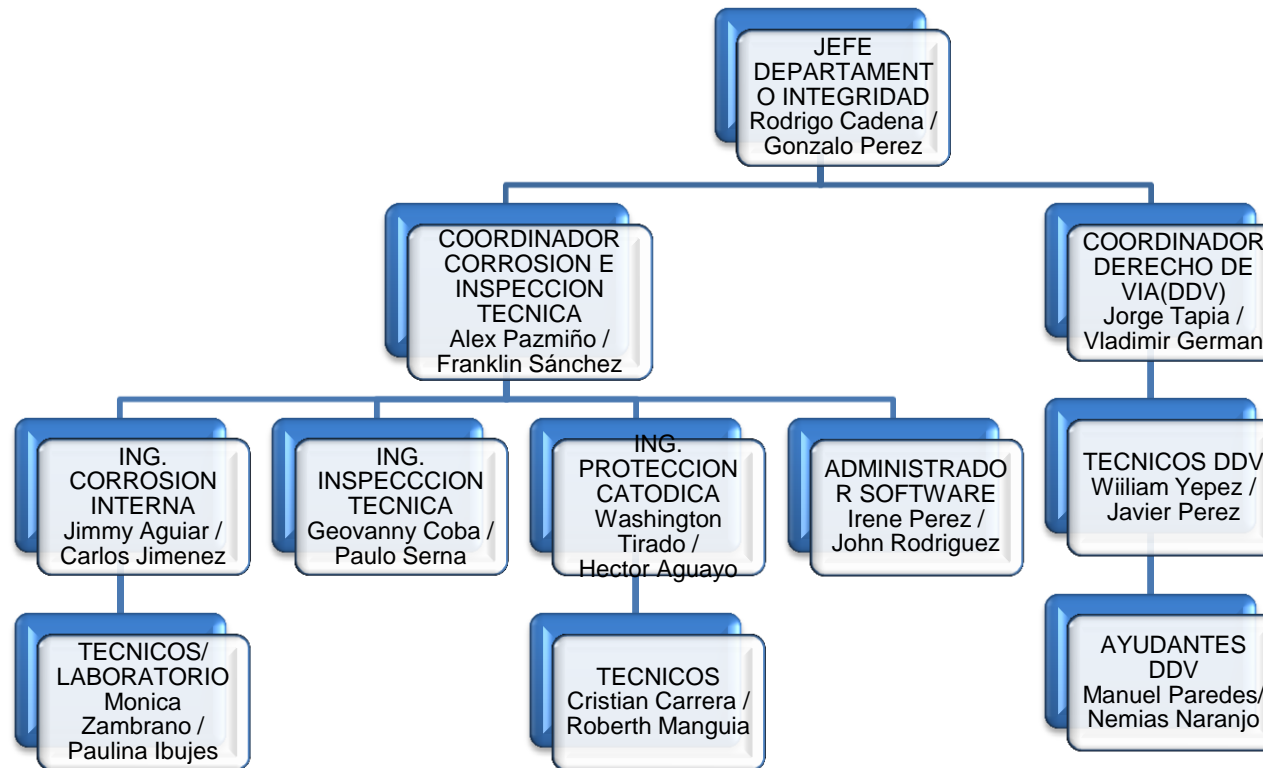 JEFE
DEPARTAMENT
O INTEGRIDAD
Rodrigo Cadena /
Gonzalo Perez
COORDINADOR
CORROSION E
INSPECCION
TECNICA
Alex Pazmiño /
Franklin Sánchez
COORDINADOR
DERECHO DE
VIA(DDV)
Jorge Tapia /
Vladimir German
ING.
CORROSION
INTERNA
Jimmy Aguiar /
Carlos Jimenez
ING.
INSPECCCION
TECNICA
Geovanny Coba /
Paulo Serna
ING.
PROTECCION
CATODICA
Washington
Tirado /
Hector Aguayo
ADMINISTRADO
R SOFTWARE
Irene Perez /
John Rodriguez
TECNICOS DDV
Wiiliam Yepez /
Javier Perez
TECNICOS/
LABORATORIO
Monica
Zambrano /
Paulina Ibujes
TECNICOS
Cristian Carrera /
Roberth Manguia
AYUDANTES
DDV
Manuel Paredes/
Nemias Naranjo